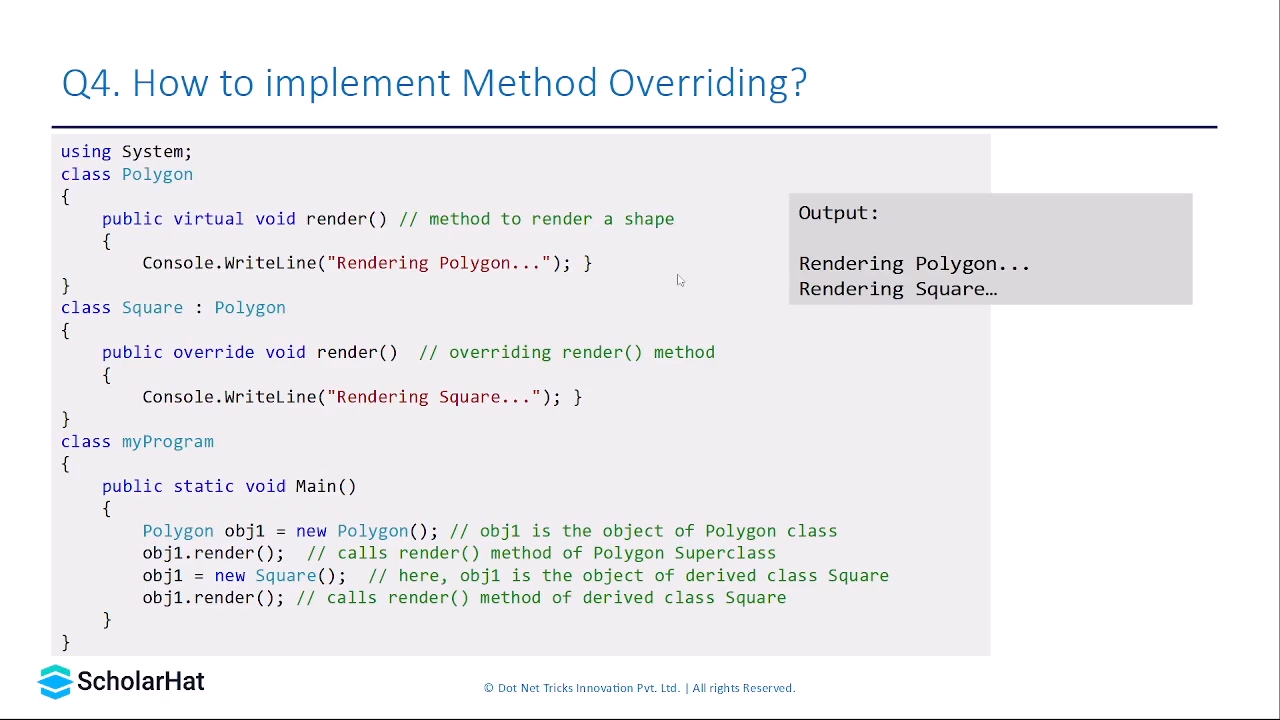 Q4. How to implement Method Overriding?
using System;
class Polygon
{
public virtual void render() // method to render a shape
{
Console.WriteLine("Rendering Polygon..."); }
}
class Square : Polygon
{
public override void render()  // overriding render() method
{
Console.WriteLine("Rendering Square..."); }
}
class myProgram
{
public static void Main()
{
Polygon obj1 = new Polygon(); // obj1 is the object of Polygon class
obj1.render();  // calls render() method of Polygon Superclass
obj1 = new Square();  // here, obj1 is the object of derived class Square
obj1.render(); // calls render() method of derived class Square
}
}
Output:
Rendering Polygon...
Rendering Square…
ScholarHat
© Dot Net Tricks Innovation Pvt. Ltd. | All rights Reserved.